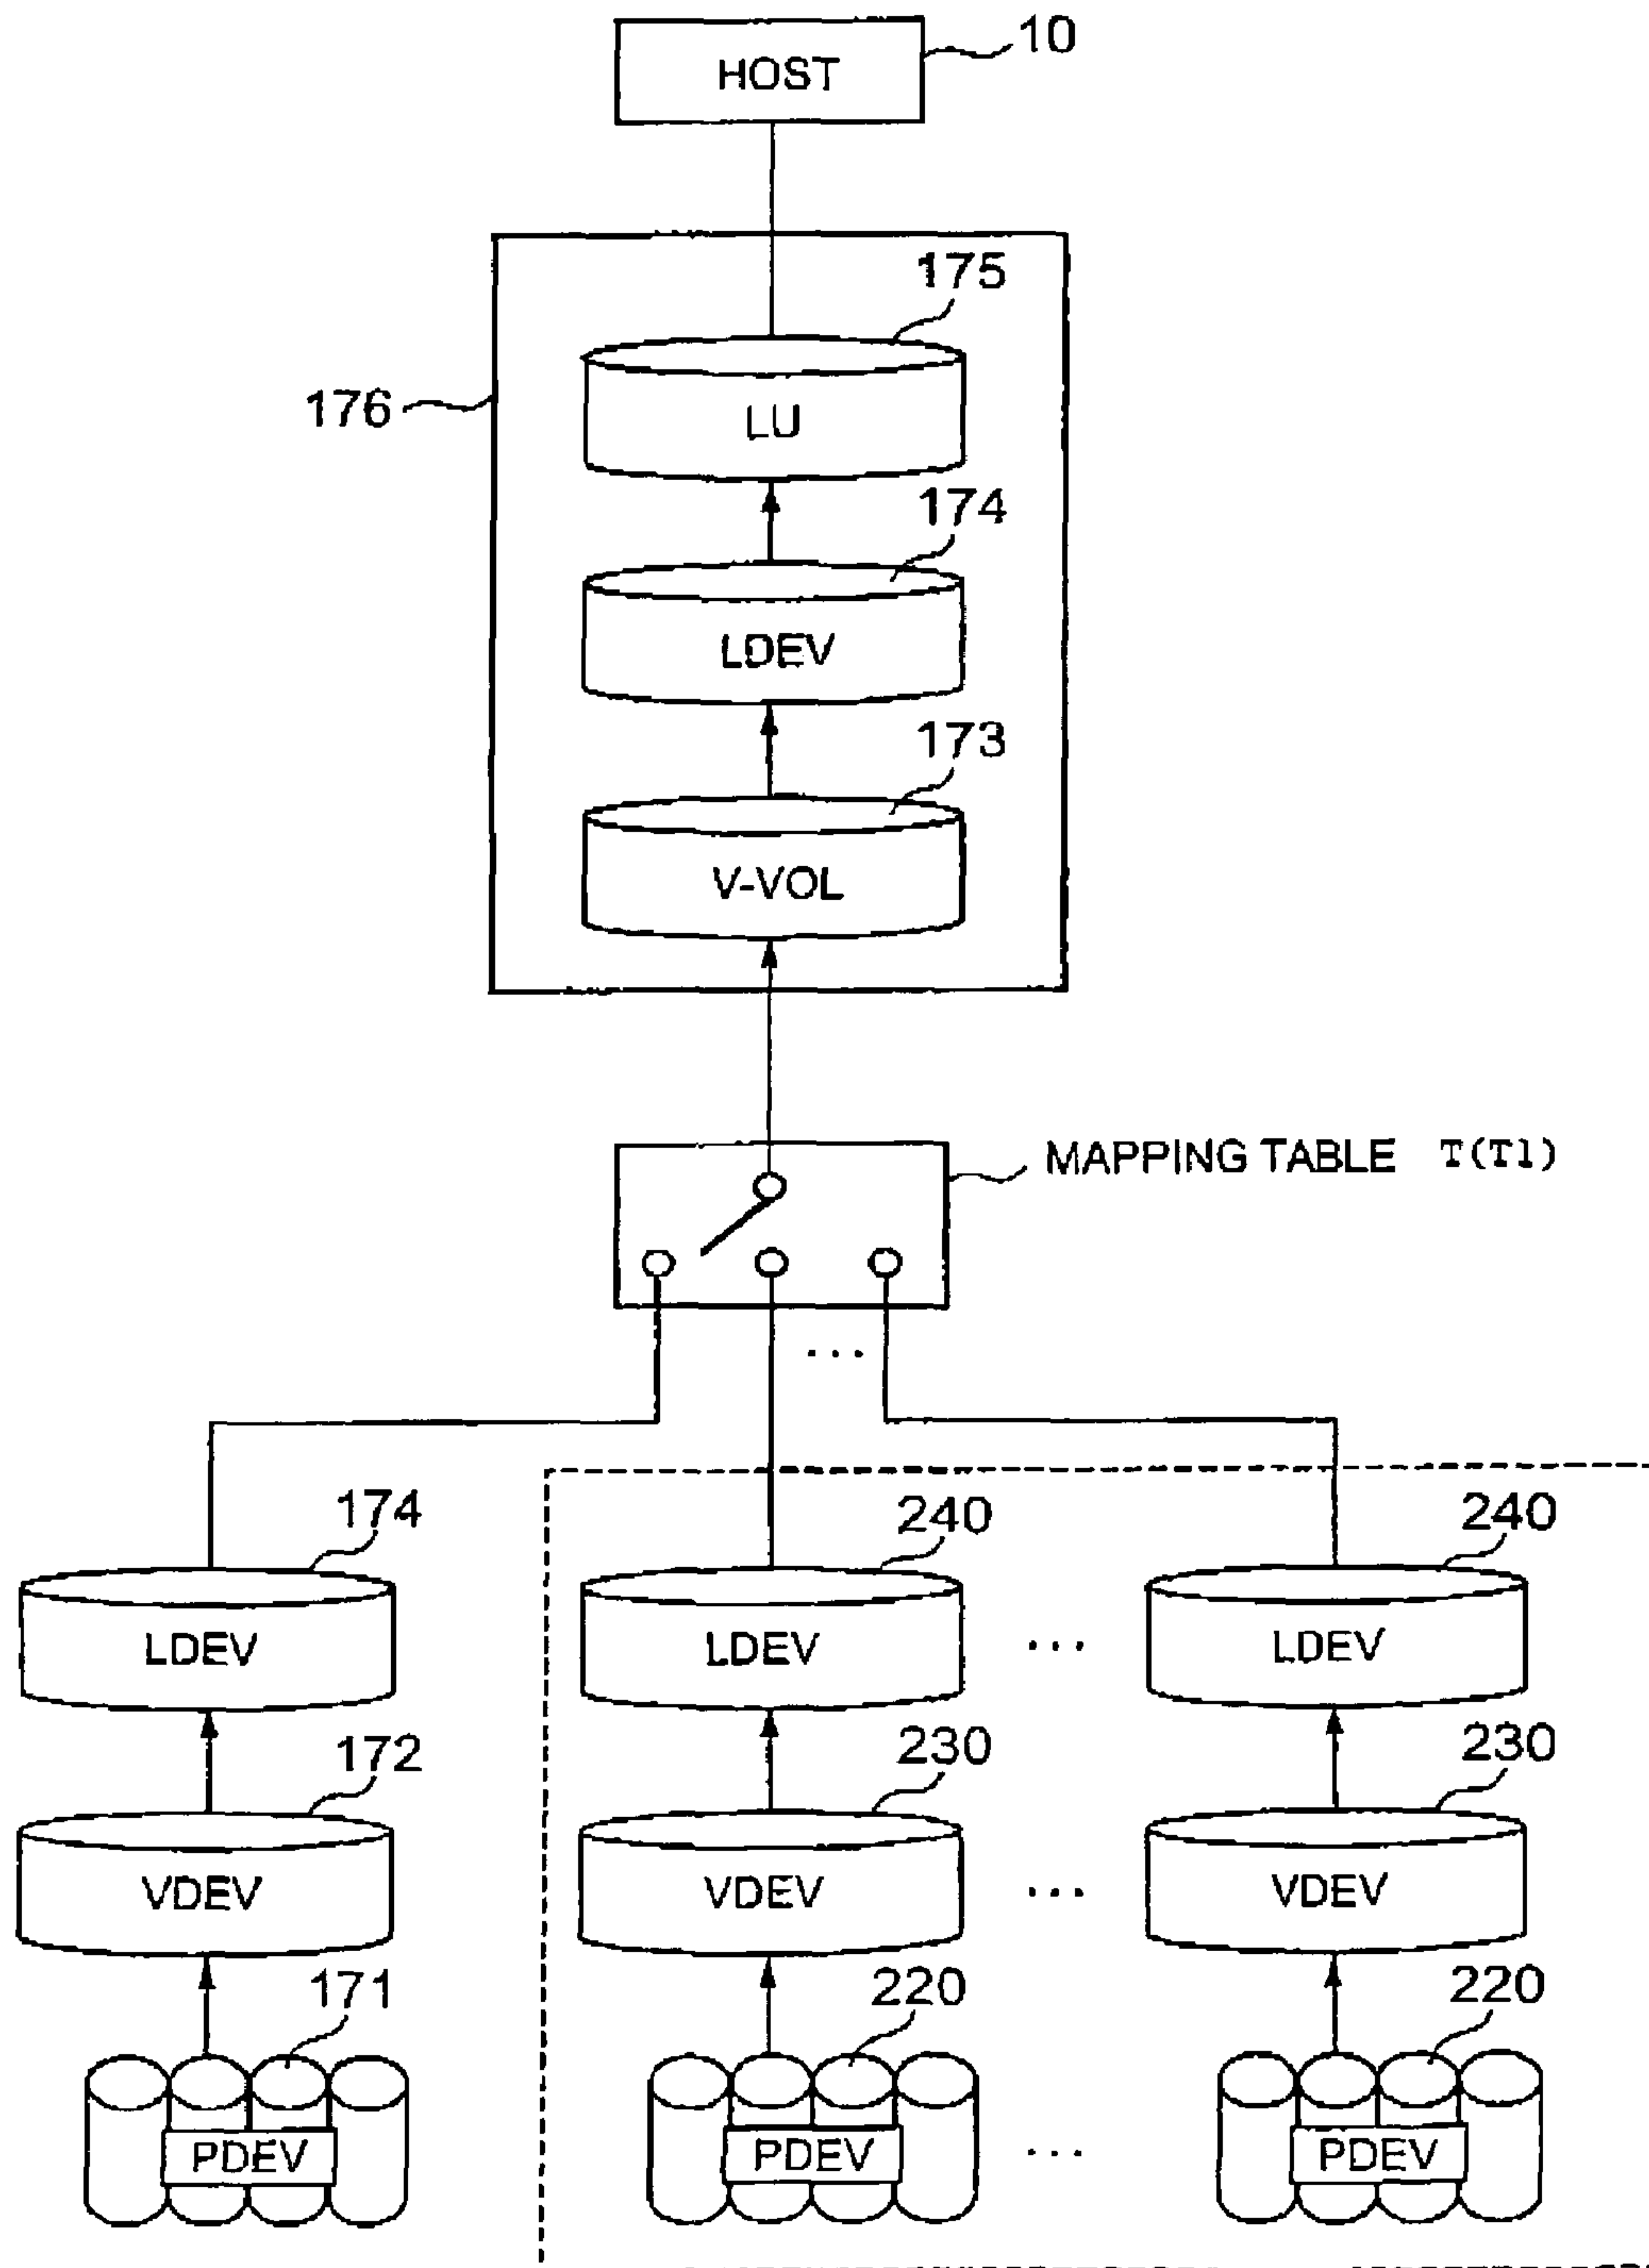 10
HOST
175
176
LU
174
LDEV
173
V-VOL
MAPPING TABLE T(T1)
...
174
240
240
LDEV
LDEV
...
LDEV
172
230
230
VDEV
VDEV
...
VDEV
171
220
220
PDEV
PDEV
...
PDEV